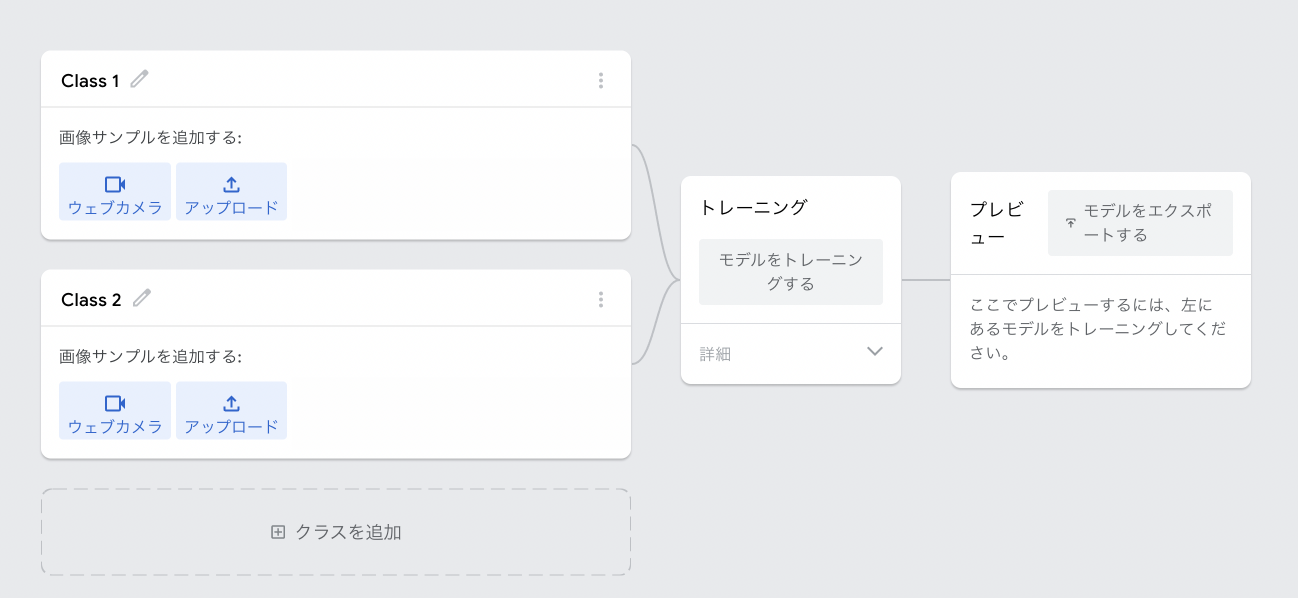 Class 1
画像サンプルを追加する:
ウェブカメラ
アップロード
Class 2
画像サンプルを追加する:
ウェブカメラ
アップロード
クラスを追加
トレーニング
モデルをトレーニン
グする
詳細
プレビ
ュー
モデルをエクスポ
ートする
ここでプレビューするには、左に
あるモデルをトレーニングしてくだ
さい。